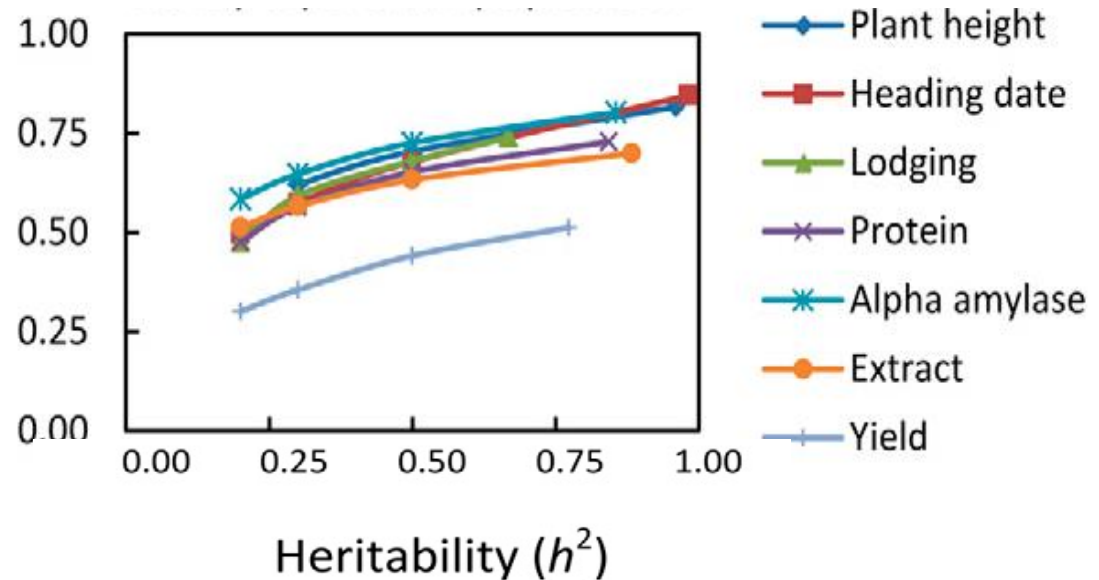 1.00
0.75
0.50
0.25
0.00
0.00 0.25 0.50 0.75 1.00
Heritability (h²)
Plant height
Heading date
Lodging
Protein
Alpha amylase
Extract
Yield